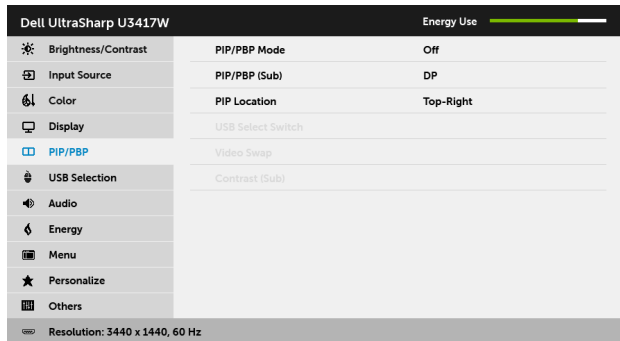 Dell UltraSharp U3417W Energy Use
Brightness/Contrast PIP/PBP Mode Off
Input Source PIP/PBP (Sub) DP
Color PIP Location Top-Right
Display USB Select Switch
PIP/PBP Video Swap
USB Selection Contrast (Sub)
Audio
Energy
Menu
Personalize
Others
Resolution: 3440 x 1440, 60 Hz